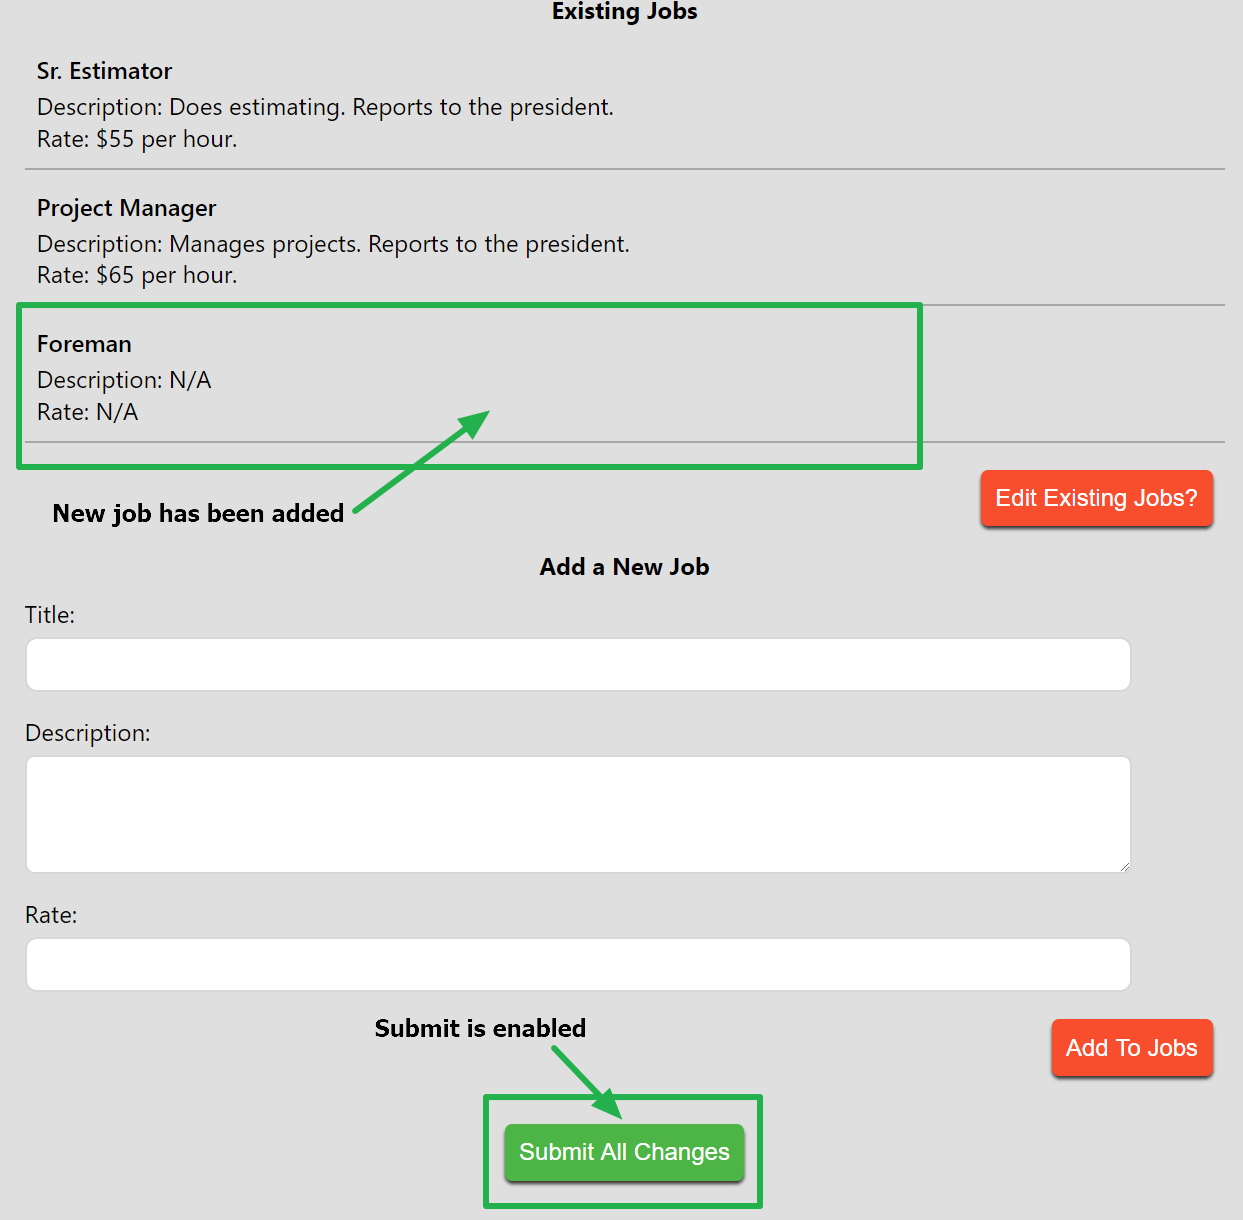 Existing Jobs
Sr. Estimator
Description: Does estimating. Reports to the president.
Rate: $55 per hour.
Project Manager
Description: Manages projects. Reports to the president.
Rate: $65 per hour.
Foreman
Description: N/A
Rate: N/A
New job has been added
Edit Existing Jobs?
Add a New Job
Title:
Description:
Rate:
Submit is enabled
Add To Jobs
Submit All Changes